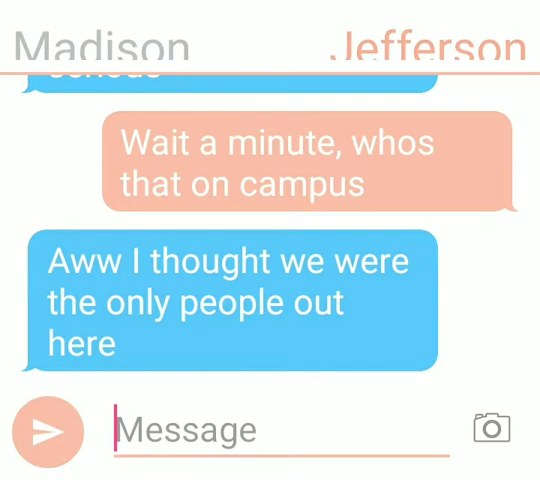 Madison
Jefferson
Wait a minute, whos
that on campus
Aww I thought we were
the only people out
here
Message